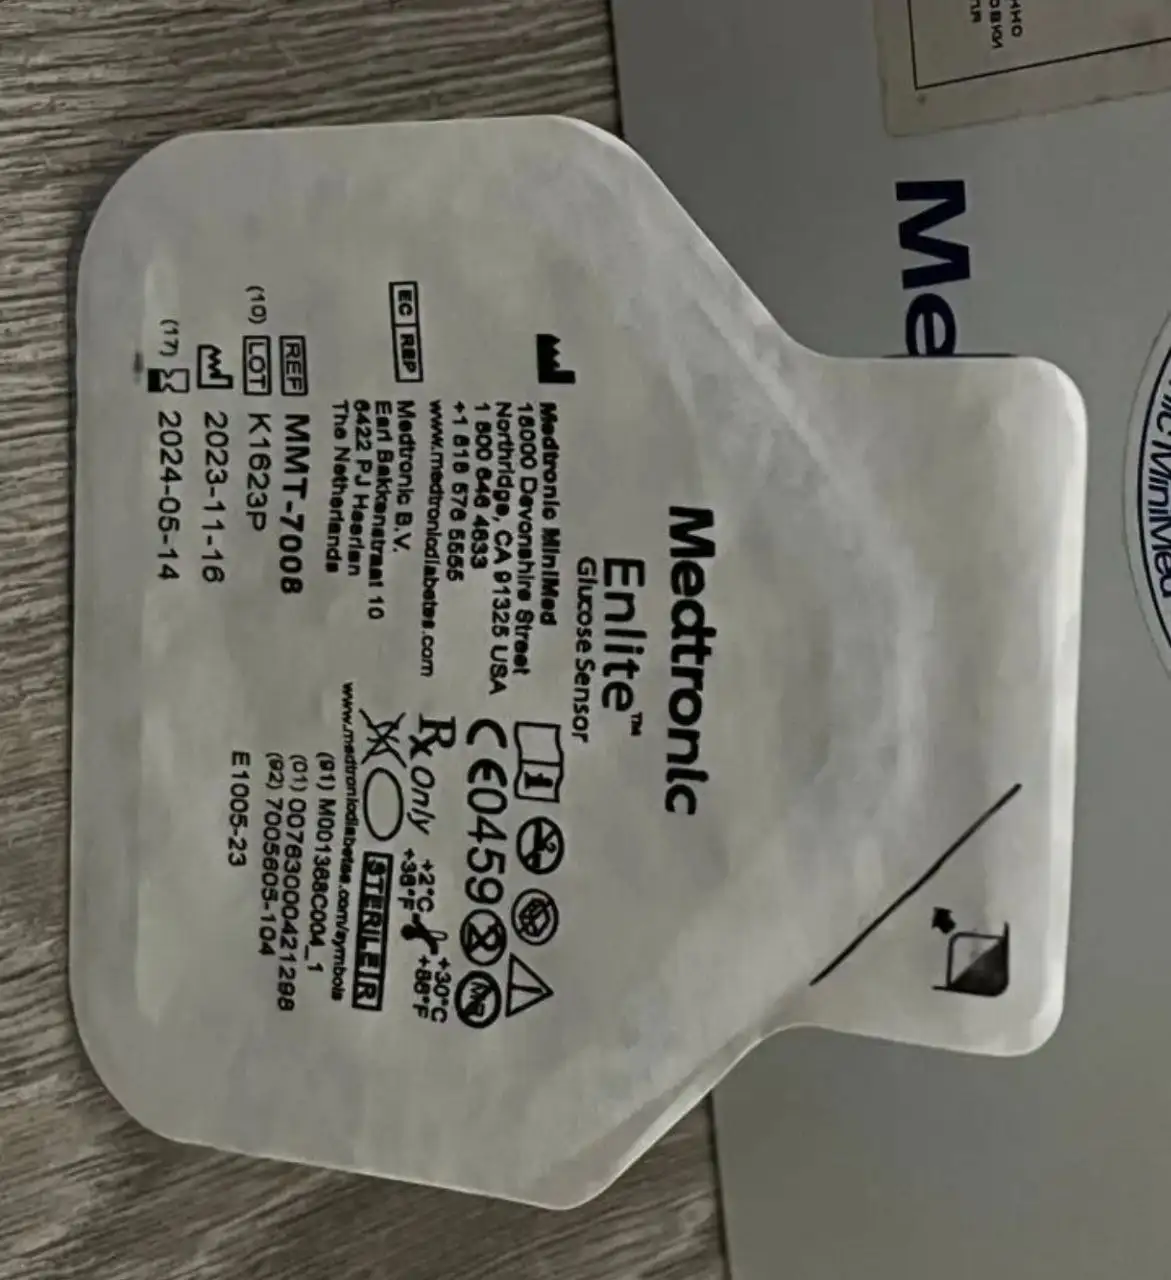 Medtronic
Enlite™
Glucose Sensor
Medtronic MiniMed
18000 Devonshire Street
Northridge, CA 91325 USA
1 800 646 4633
+1 818 576 5555
www.medtronicdiabetes.com
EC REP
Medtronic B.V.
Earl Bakkenstraat 10
6422 PJ Heerlen
The Netherlands
REF MMT-7008
(10) LOT K1623P
2023-11-16
(17) 2024-05-14
CE0459
MR
Rx Only
+2°C
+36°F
+30°C
+86°F
STERILE R
www.medtronicdiabetes.com/symbols
(91) M001368C004_1
(01) 00763000421298
(92) 7005605-104
E1005-23
Me
MiniMed